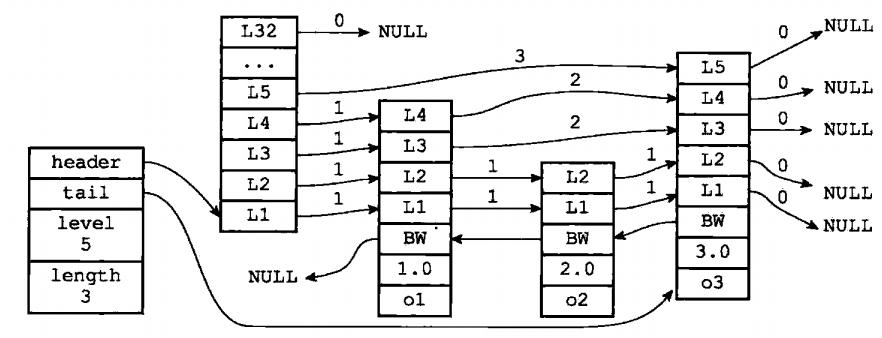 L32
0
NULL
...
L5
3
L5
0
NULL
L4
1
L4
2
L4
0
NULL
L3
1
L3
2
L3
0
NULL
header
L2
1
L2
1
L2
1
L2
0
NULL
tail
L1
1
L1
1
L1
1
L1
0
NULL
level
5
BW
BW
BW
length
3
NULL
1.0
2.0
3.0
o1
o2
o3